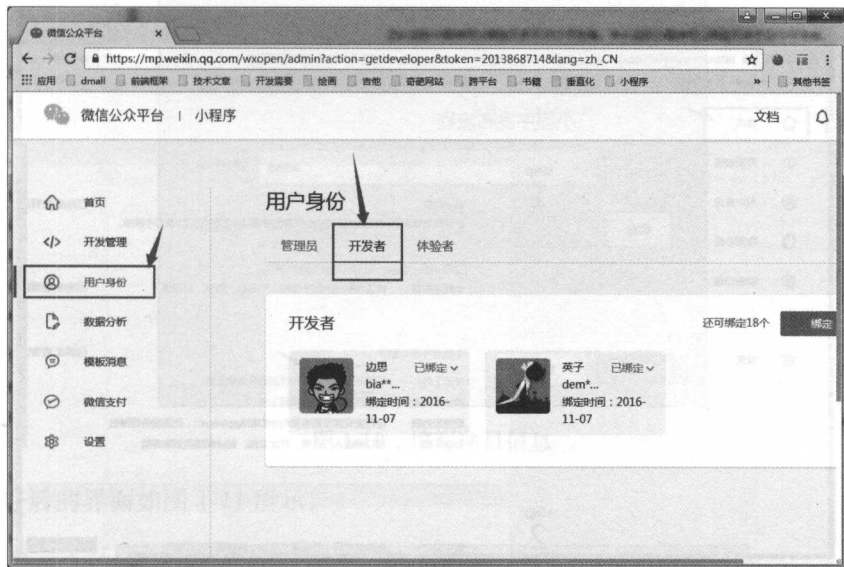 微信公众平台
https://mp.weixin.qq.com/wxopen/admin?action=getdeveloper&token=2013868714&lang=zh_CN
应用 dmall 前端框架 技术文章 开发需要 绘画 吉他 奇葩网站 跨平台 书籍 垂直化 小程序 » 其他书签
微信公众平台 | 小程序 文档
首页
</> 开发管理
用户身份
数据分析
模板消息
微信支付
设置
用户身份
管理员 开发者 体验者
开发者 还可绑定18个 绑定
边思 已绑定
bia**...
绑定时间：2016-
11-07
英子 已绑定
dem*...
绑定时间：2016-
11-07